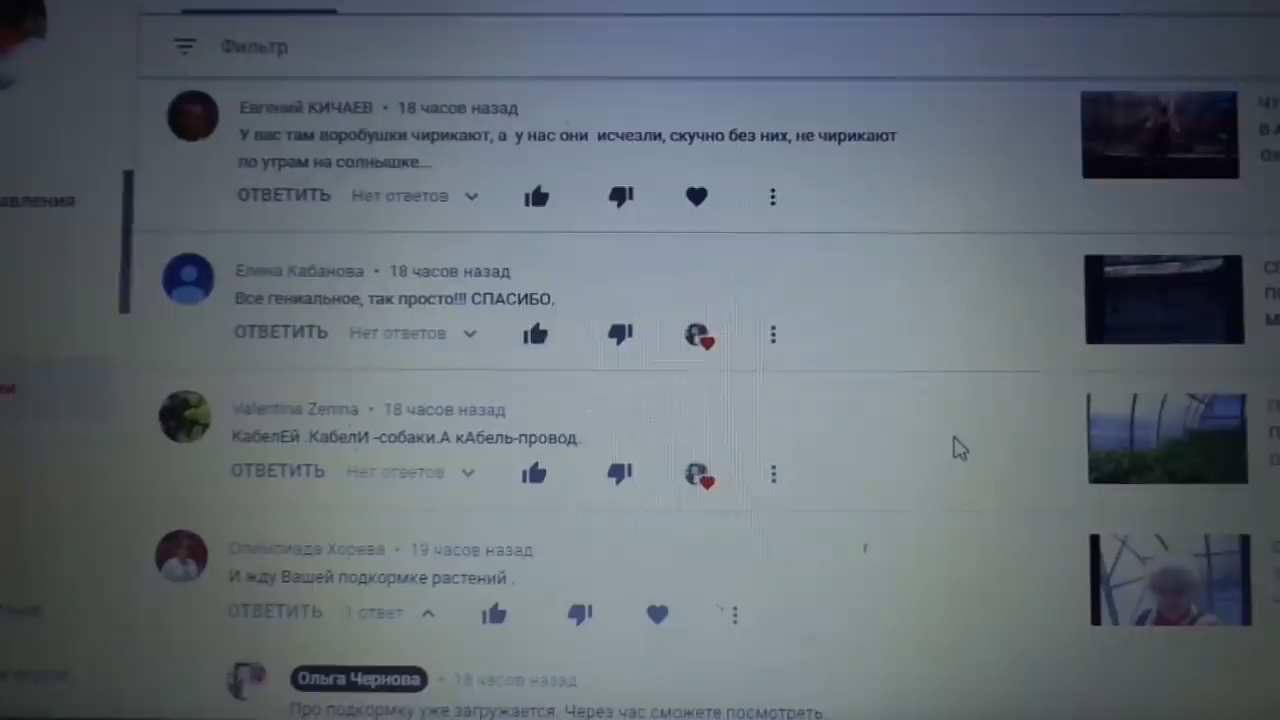 Фильтр
Евгений КИЧАЕВ • 18 часов назад
У вас там воробушки чирикают, а у нас они исчезли, скучно без них, не чирикают
по утрам на солнышке...
ОТВЕТИТЬ Нет ответов
авления
Елена Кабанова • 18 часов назад
Все гениальное, так просто!!! СПАСИБО.
ОТВЕТИТЬ Нет ответов
Valentina Zenina • 18 часов назад
КабелЕй .КабелИ -собаки.А кАбель-провод.
ОТВЕТИТЬ Нет ответов
Олимпиада Хорева • 19 часов назад
И жду Вашей подкормке растений .
ОТВЕТИТЬ 1 ответ
Ольга Чернова • 18 часов назад
Про подкормку уже загружается. Через час сможете посмотреть.